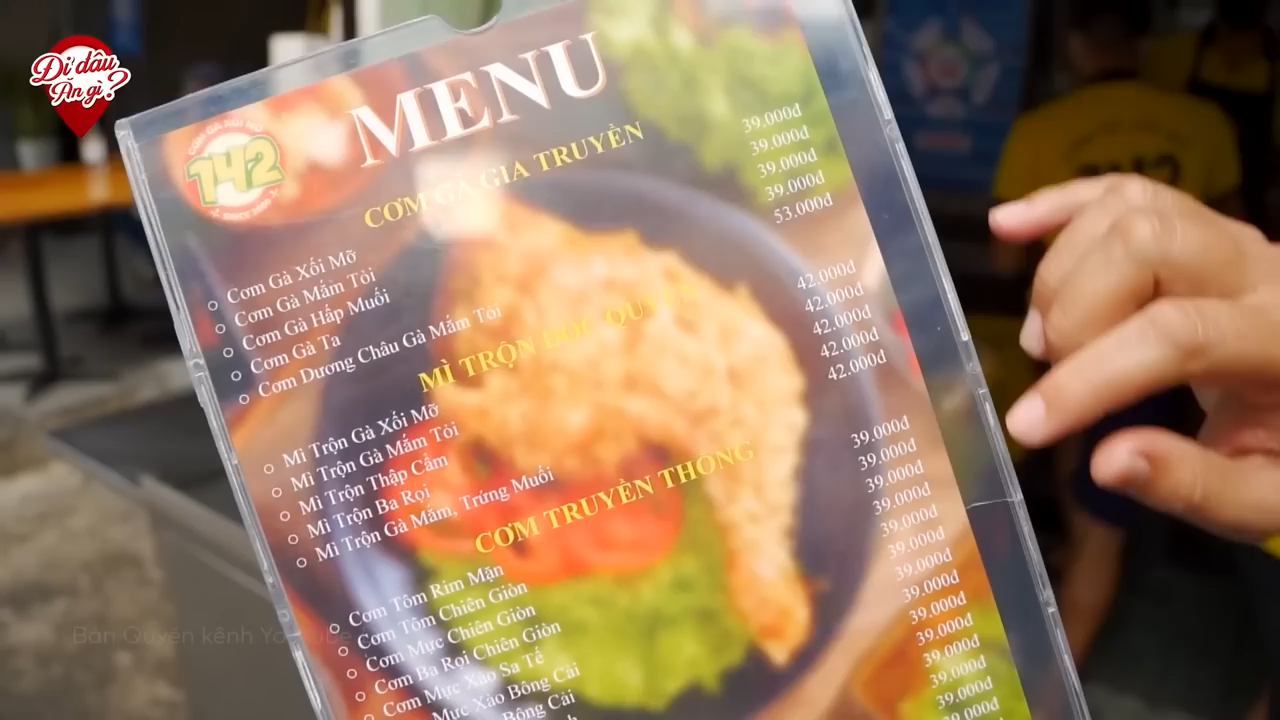 Đi đâu
Ăn gì?
CƠM GÀ XỐI MỠ
142
SINCE
MENU
CƠM GÀ GIA TRUYỀN
Cơm Gà Xối Mỡ 39.000đ
Cơm Gà Mắm Tỏi 39.000đ
Cơm Gà Hấp Muối 39.000đ
Cơm Gà Ta 39.000đ
Cơm Dương Châu Gà Mắm Tỏi 53.000đ
MÌ TRỘN ĐỘC QUYỀN
Mì Trộn Gà Xối Mỡ 42.000đ
Mì Trộn Gà Mắm Tỏi 42.000đ
Mì Trộn Thập Cẩm 42.000đ
Mì Trộn Ba Rọi 42.000đ
Mì Trộn Gà Mắm, Trứng Muối 42.000đ
CƠM TRUYỀN THỐNG
Cơm Tôm Rim Mặn 39.000đ
Cơm Tôm Chiên Giòn 39.000đ
Cơm Mực Chiên Giòn 39.000đ
Cơm Ba Rọi Chiên Giòn 39.000đ
Cơm Mực Xào Sa Tế 39.000đ
Mực Xào Bông Cải 39.000đ
Bông Cải 39.000đ
39.000đ
39.000đ
39.000đ
39.000đ
39.000đ
39.000đ
39.000đ
Bản Quyền kênh YouTube